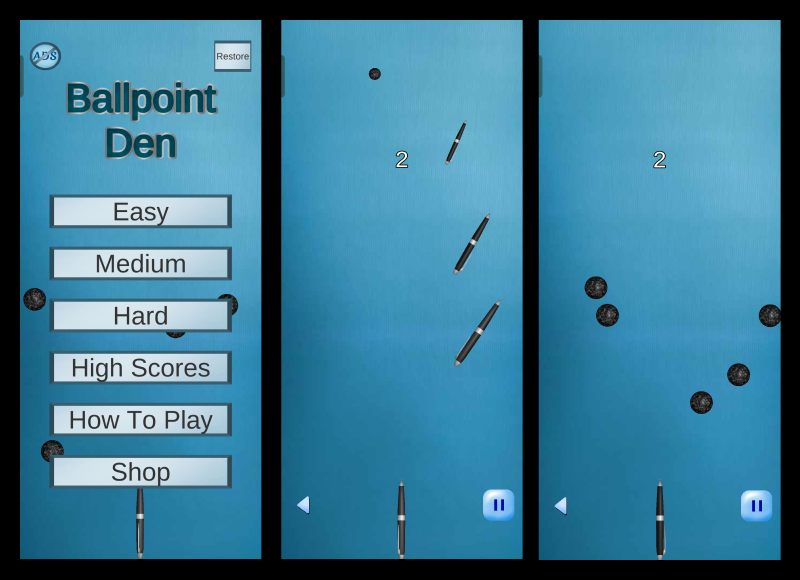 ADS
Restore
Ballpoint
Den
Easy
Medium
Hard
High Scores
How To Play
Shop
2
2